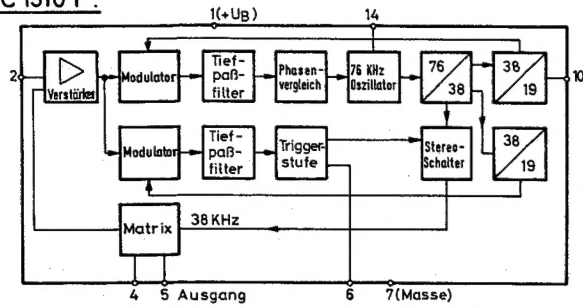 C 1310 P :
1(+UB)
14
2
Verstärker
Modulator
Tief-
paß-
filter
Phasen-
vergleich
76 KHz
Oszillator
76
38
38
19
10
Modulator
Tief-
paß-
filter
Trigger-
stufe
Stereo-
Schalter
38
19
Matrix
38 KHz
4
5 Ausgang
6
7(Masse)